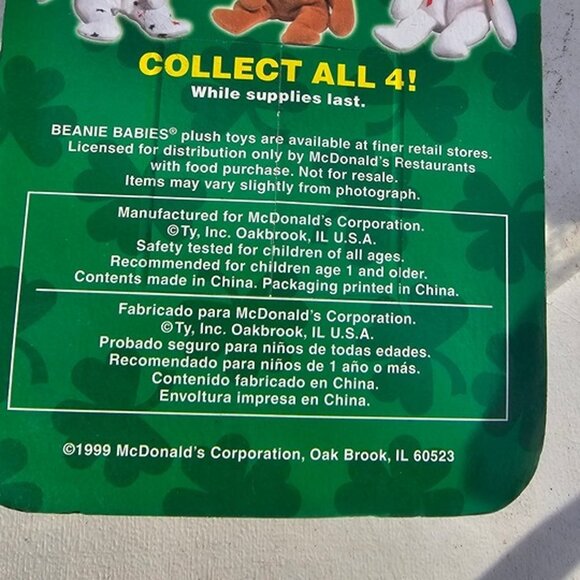 COLLECT ALL 4!
While supplies last.
BEANIE BABIES® plush toys are available at finer retail stores.
Licensed for distribution only by McDonald's Restaurants
with food purchase. Not for resale.
Items may vary slightly from photograph.
Manufactured for McDonald's Corporation.
©Ty, Inc. Oakbrook, IL U.S.A.
Safety tested for children of all ages.
Recommended for children age 1 and older.
Contents made in China. Packaging printed in China.
Fabricado para McDonald's Corporation.
©Ty, Inc. Oakbrook, IL U.S.A.
Probado seguro para niños de todas edades.
Recomendado para niños de 1 año o más.
Contenido fabricado en China.
Envoltura impresa en China.
©1999 McDonald's Corporation, Oak Brook, IL 60523